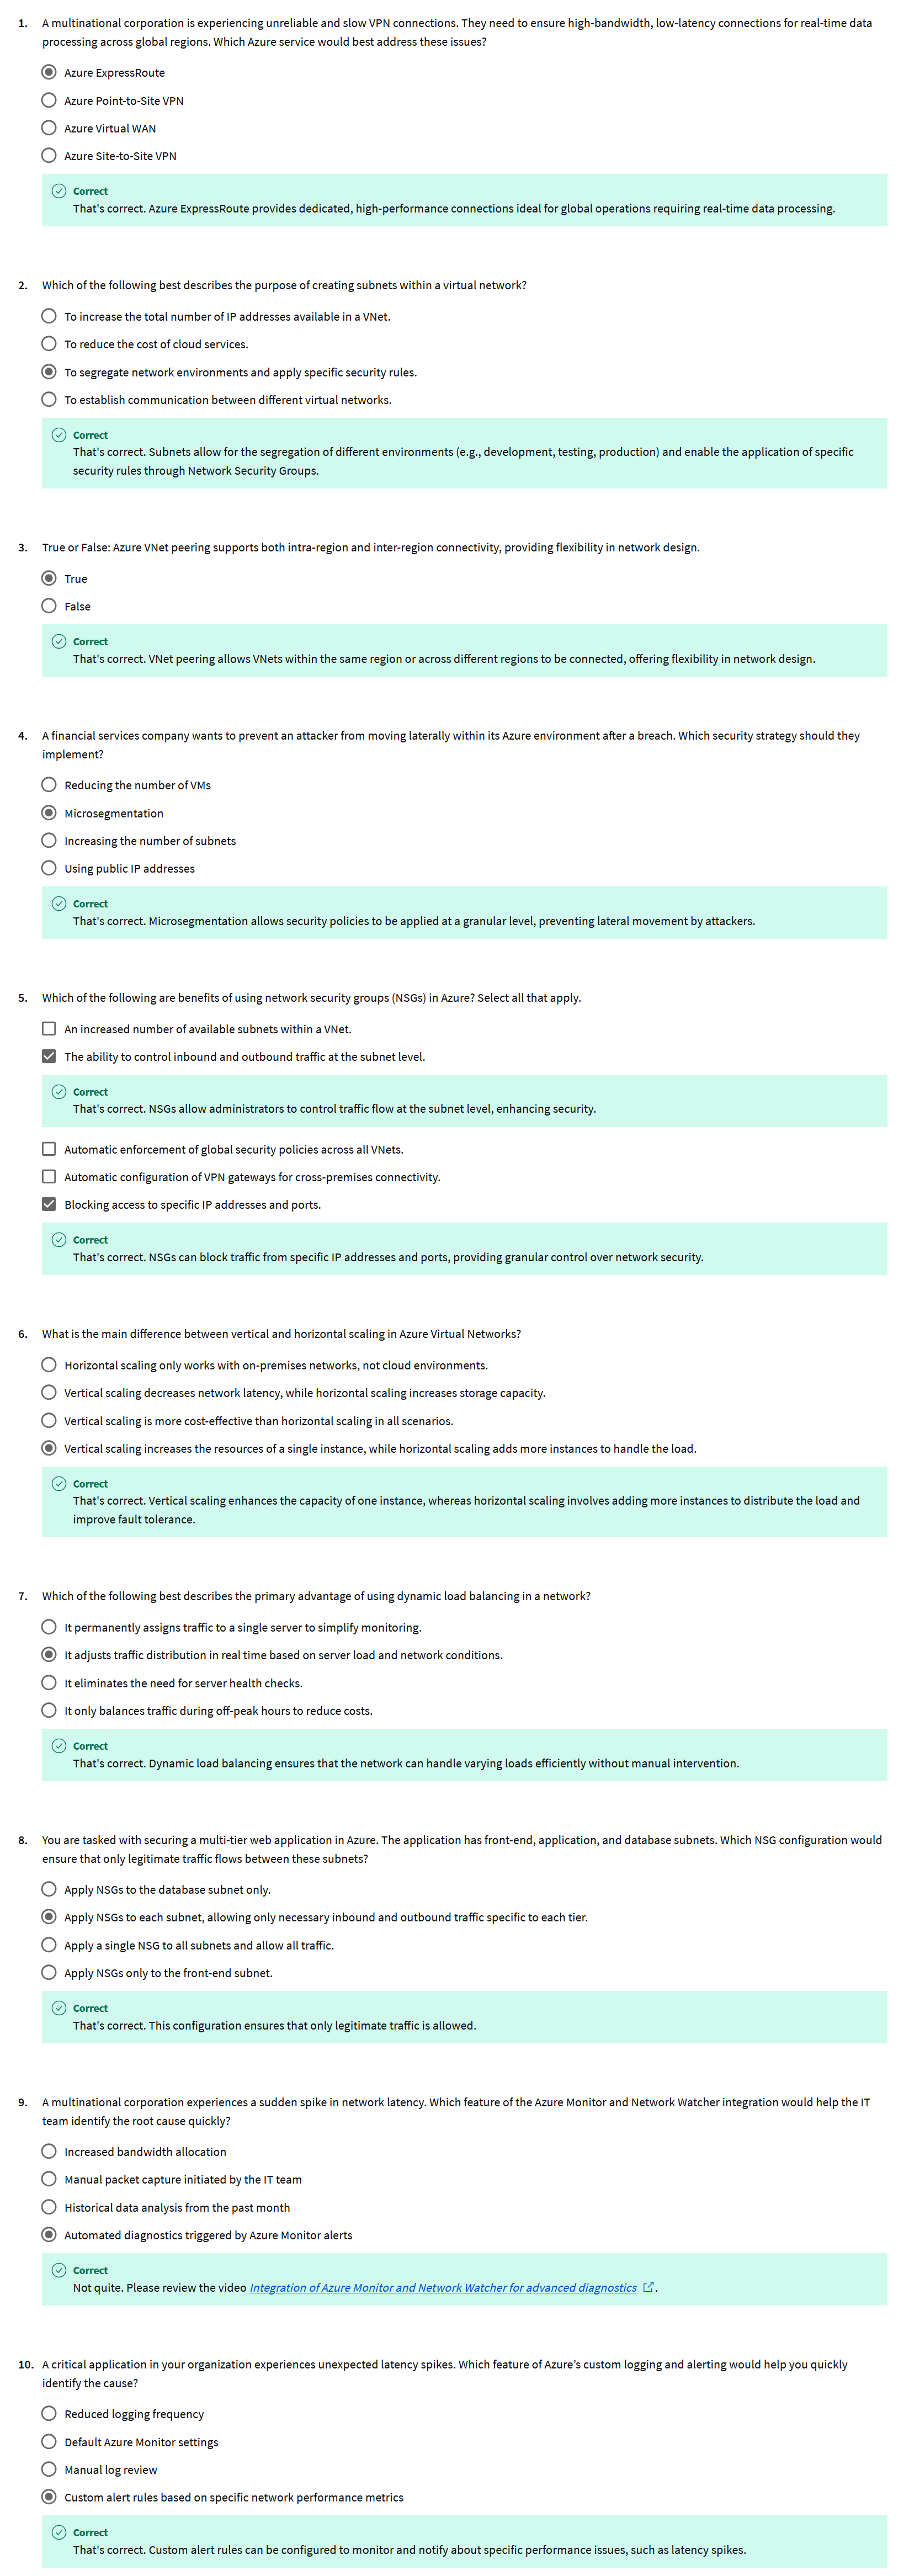 1. A multinational corporation is experiencing unreliable and slow VPN connections. They need to ensure high-bandwidth, low-latency connections for real-time data
processing across global regions. Which Azure service would best address these issues?
Azure ExpressRoute
Azure Point-to-Site VPN
Azure Virtual WAN
Azure Site-to-Site VPN
Correct
That's correct. Azure ExpressRoute provides dedicated, high-performance connections ideal for global operations requiring real-time data processing.
2. Which of the following best describes the purpose of creating subnets within a virtual network?
To increase the total number of IP addresses available in a VNet.
To reduce the cost of cloud services.
To segregate network environments and apply specific security rules.
To establish communication between different virtual networks.
Correct
That's correct. Subnets allow for the segregation of different environments (e.g., development, testing, production) and enable the application of specific
security rules through Network Security Groups.
3. True or False: Azure VNet peering supports both intra-region and inter-region connectivity, providing flexibility in network design.
True
False
Correct
That's correct. VNet peering allows VNets within the same region or across different regions to be connected, offering flexibility in network design.
4. A financial services company wants to prevent an attacker from moving laterally within its Azure environment after a breach. Which security strategy should they
implement?
Reducing the number of VMs
Microsegmentation
Increasing the number of subnets
Using public IP addresses
Correct
That's correct. Microsegmentation allows security policies to be applied at a granular level, preventing lateral movement by attackers.
5. Which of the following are benefits of using network security groups (NSGs) in Azure? Select all that apply.
An increased number of available subnets within a VNet.
The ability to control inbound and outbound traffic at the subnet level.
Correct
That's correct. NSGs allow administrators to control traffic flow at the subnet level, enhancing security.
Automatic enforcement of global security policies across all VNets.
Automatic configuration of VPN gateways for cross-premises connectivity.
Blocking access to specific IP addresses and ports.
Correct
That's correct. NSGs can block traffic from specific IP addresses and ports, providing granular control over network security.
6. What is the main difference between vertical and horizontal scaling in Azure Virtual Networks?
Horizontal scaling only works with on-premises networks, not cloud environments.
Vertical scaling decreases network latency, while horizontal scaling increases storage capacity.
Vertical scaling is more cost-effective than horizontal scaling in all scenarios.
Vertical scaling increases the resources of a single instance, while horizontal scaling adds more instances to handle the load.
Correct
That's correct. Vertical scaling enhances the capacity of one instance, whereas horizontal scaling involves adding more instances to distribute the load and
improve fault tolerance.
7. Which of the following best describes the primary advantage of using dynamic load balancing in a network?
It permanently assigns traffic to a single server to simplify monitoring.
It adjusts traffic distribution in real time based on server load and network conditions.
It eliminates the need for server health checks.
It only balances traffic during off-peak hours to reduce costs.
Correct
That's correct. Dynamic load balancing ensures that the network can handle varying loads efficiently without manual intervention.
8. You are tasked with securing a multi-tier web application in Azure. The application has front-end, application, and database subnets. Which NSG configuration would
ensure that only legitimate traffic flows between these subnets?
Apply NSGs to the database subnet only.
Apply NSGs to each subnet, allowing only necessary inbound and outbound traffic specific to each tier.
Apply a single NSG to all subnets and allow all traffic.
Apply NSGs only to the front-end subnet.
Correct
That's correct. This configuration ensures that only legitimate traffic is allowed.
9. A multinational corporation experiences a sudden spike in network latency. Which feature of the Azure Monitor and Network Watcher integration would help the IT
team identify the root cause quickly?
Increased bandwidth allocation
Manual packet capture initiated by the IT team
Historical data analysis from the past month
Automated diagnostics triggered by Azure Monitor alerts
Correct
Not quite. Please review the video Integration of Azure Monitor and Network Watcher for advanced diagnostics.
10. A critical application in your organization experiences unexpected latency spikes. Which feature of Azure’s custom logging and alerting would help you quickly
identify the cause?
Reduced logging frequency
Default Azure Monitor settings
Manual log review
Custom alert rules based on specific network performance metrics
Correct
That's correct. Custom alert rules can be configured to monitor and notify about specific performance issues, such as latency spikes.